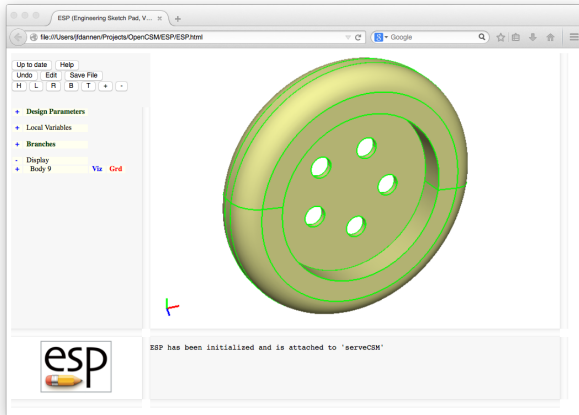 ESP (Engineering Sketch Pad, V...
file:///Users/jfdannen/Projects/OpenCSM/ESP/ESP.html
Google
Up to date Help
Undo Edit Save File
H L R B T + -
+ Design Parameters
+ Local Variables
+ Branches
- Display
+ Body 9 Viz Grd
ESP has been initialized and is attached to 'serveCSM'
esp